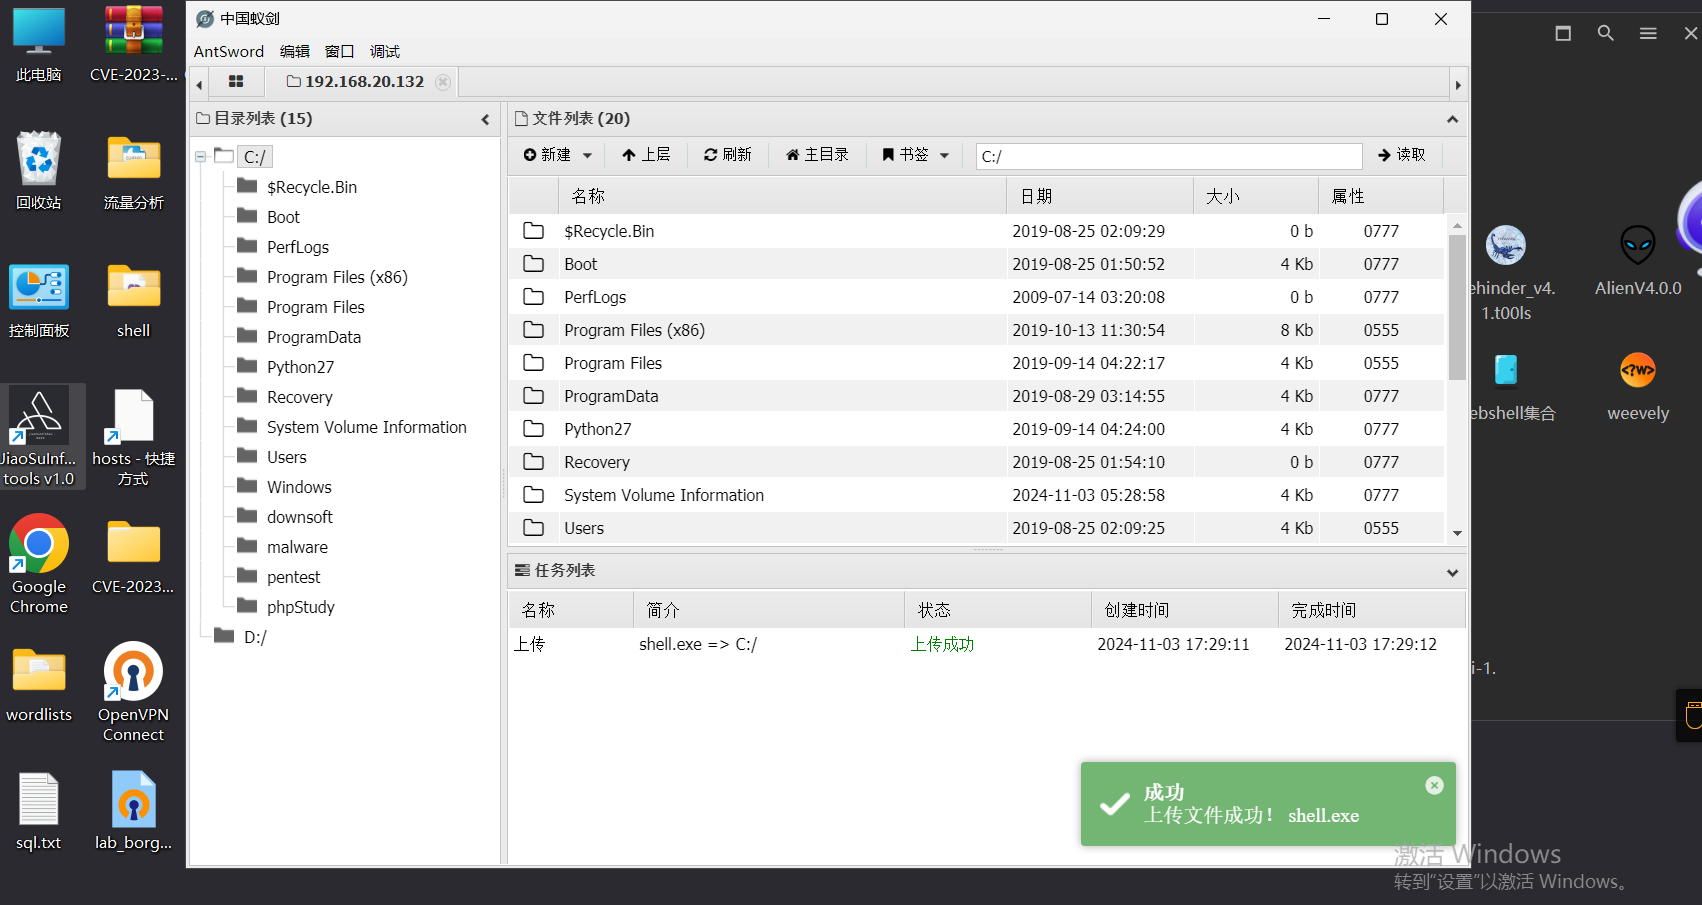 此电脑
CVE-2023-...
回收站
流量分析
控制面板
shell
JiaoSuInf...
tools v1.0
hosts - 快捷
方式
Google
Chrome
CVE-2023...
wordlists
OpenVPN
Connect
sql.txt
lab_borg...
中国蚁剑
AntSword 编辑 窗口 调试
192.168.20.132
目录列表 (15)
C:/
$Recycle.Bin
Boot
PerfLogs
Program Files (x86)
Program Files
ProgramData
Python27
Recovery
System Volume Information
Users
Windows
downsoft
malware
pentest
phpStudy
D:/
文件列表 (20)
新建 上层 刷新 主目录 书签 C:/ 读取
名称 日期 大小 属性
$Recycle.Bin 2019-08-25 02:09:29 0 b 0777
Boot 2019-08-25 01:50:52 4 Kb 0777
PerfLogs 2009-07-14 03:20:08 0 b 0777
Program Files (x86) 2019-10-13 11:30:54 8 Kb 0555
Program Files 2019-09-14 04:22:17 4 Kb 0555
ProgramData 2019-08-29 03:14:55 4 Kb 0777
Python27 2019-09-14 04:24:00 4 Kb 0777
Recovery 2019-08-25 01:54:10 0 b 0777
System Volume Information 2024-11-03 05:28:58 4 Kb 0777
Users 2019-08-25 02:09:25 4 Kb 0555
任务列表
名称 简介 状态 创建时间 完成时间
上传 shell.exe => C:/ 上传成功 2024-11-03 17:29:11 2024-11-03 17:29:12
成功
上传文件成功！ shell.exe
ehinder_v4.
1.t00ls
AlienV4.0.0
ebshell集合
<?w>
weevely
i-1.
激活 Windows
转到“设置”以激活 Windows。